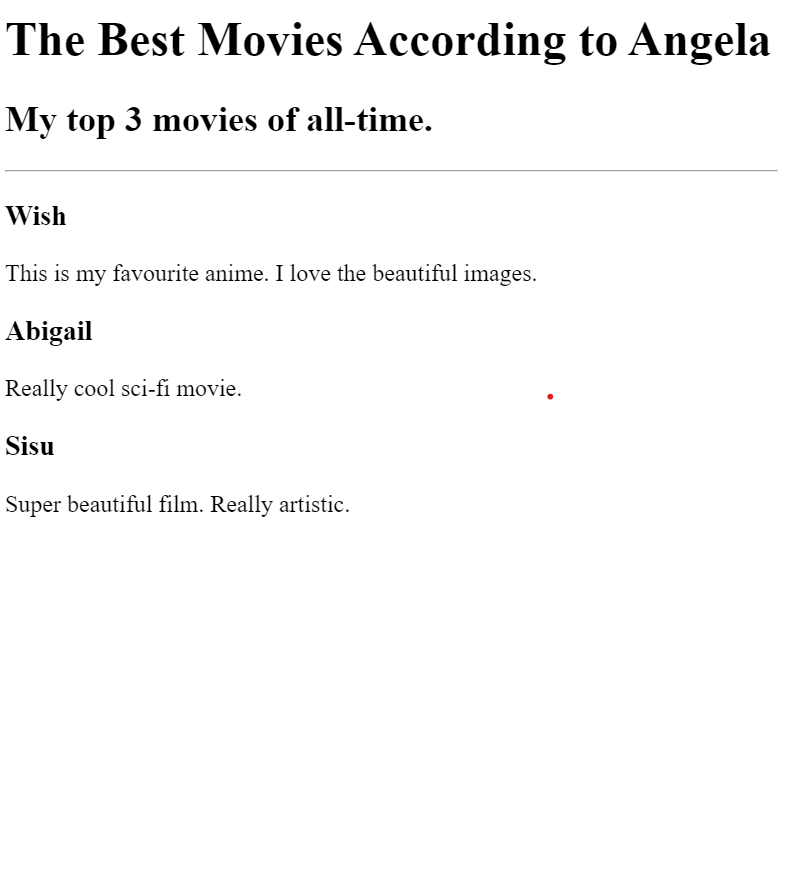 The Best Movies According to Angela
My top 3 movies of all-time.
Wish
This is my favourite anime. I love the beautiful images.
Abigail
Really cool sci-fi movie.
Sisu
Super beautiful film. Really artistic.